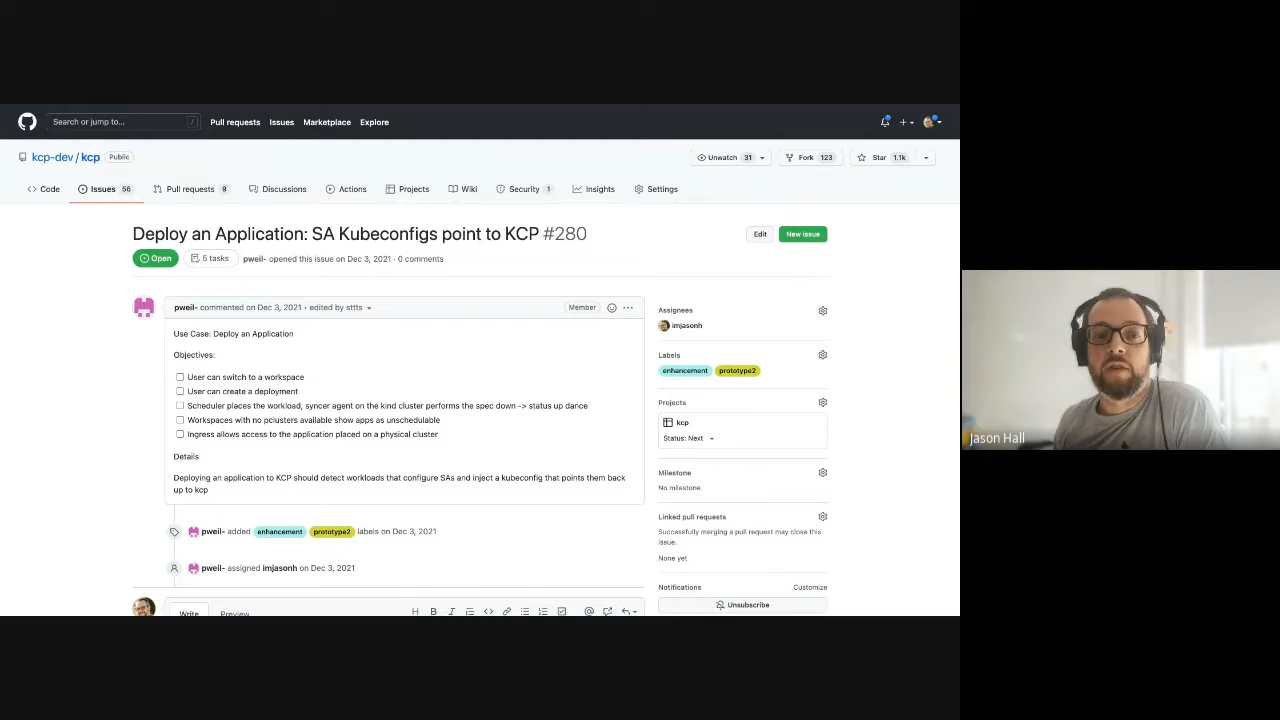 Search or jump to... /
Pull requests Issues Marketplace Explore
kcp-dev / kcp Public
Unwatch 31
Fork 123
Star 1.1k
Code
Issues 56
Pull requests 9
Discussions
Actions
Projects
Wiki
Security 1
Insights
Settings
Deploy an Application: SA Kubeconfigs point to KCP #280
Edit
New issue
Open
5 tasks
pweil- opened this issue on Dec 3, 2021 · 0 comments
pweil- commented on Dec 3, 2021 • edited by sttts
Member
Use Case: Deploy an Application
Objectives:
User can switch to a workspace
User can create a deployment
Scheduler places the workload, syncer agent on the kind cluster performs the spec down -> status up dance
Workspaces with no pclusters available show apps as unschedulable
Ingress allows access to the application placed on a physical cluster
Details
Deploying an application to KCP should detect workloads that configure SAs and inject a kubeconfig that points them back
up to kcp
pweil- added enhancement prototype2 labels on Dec 3, 2021
pweil- assigned imjasonh on Dec 3, 2021
Write
Preview
H B I
Assignees
imjasonh
Labels
enhancement prototype2
Projects
kcp
Status: Next
Milestone
No milestone
Linked pull requests
Successfully merging a pull request may close this
issue.
None yet
Notifications
Customize
Unsubscribe
Jason Hall